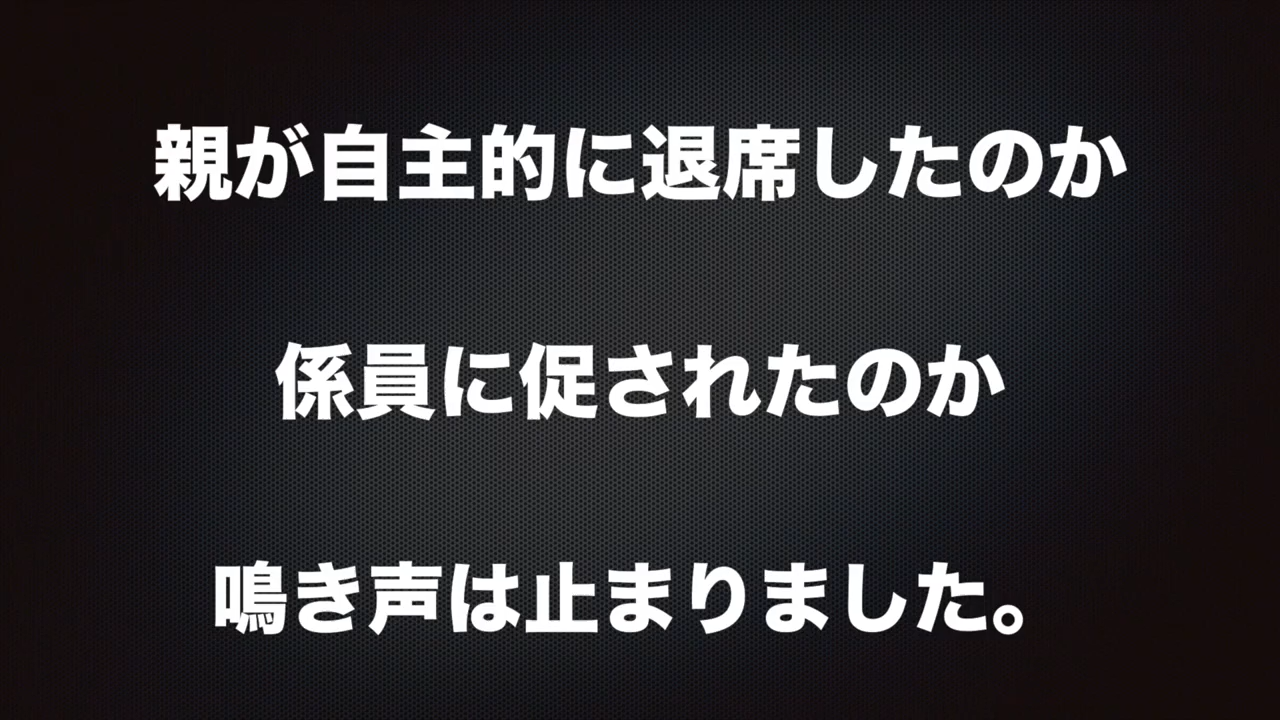 親が自主的に退席したのか
係員に促されたのか
鳴き声は止まりました。